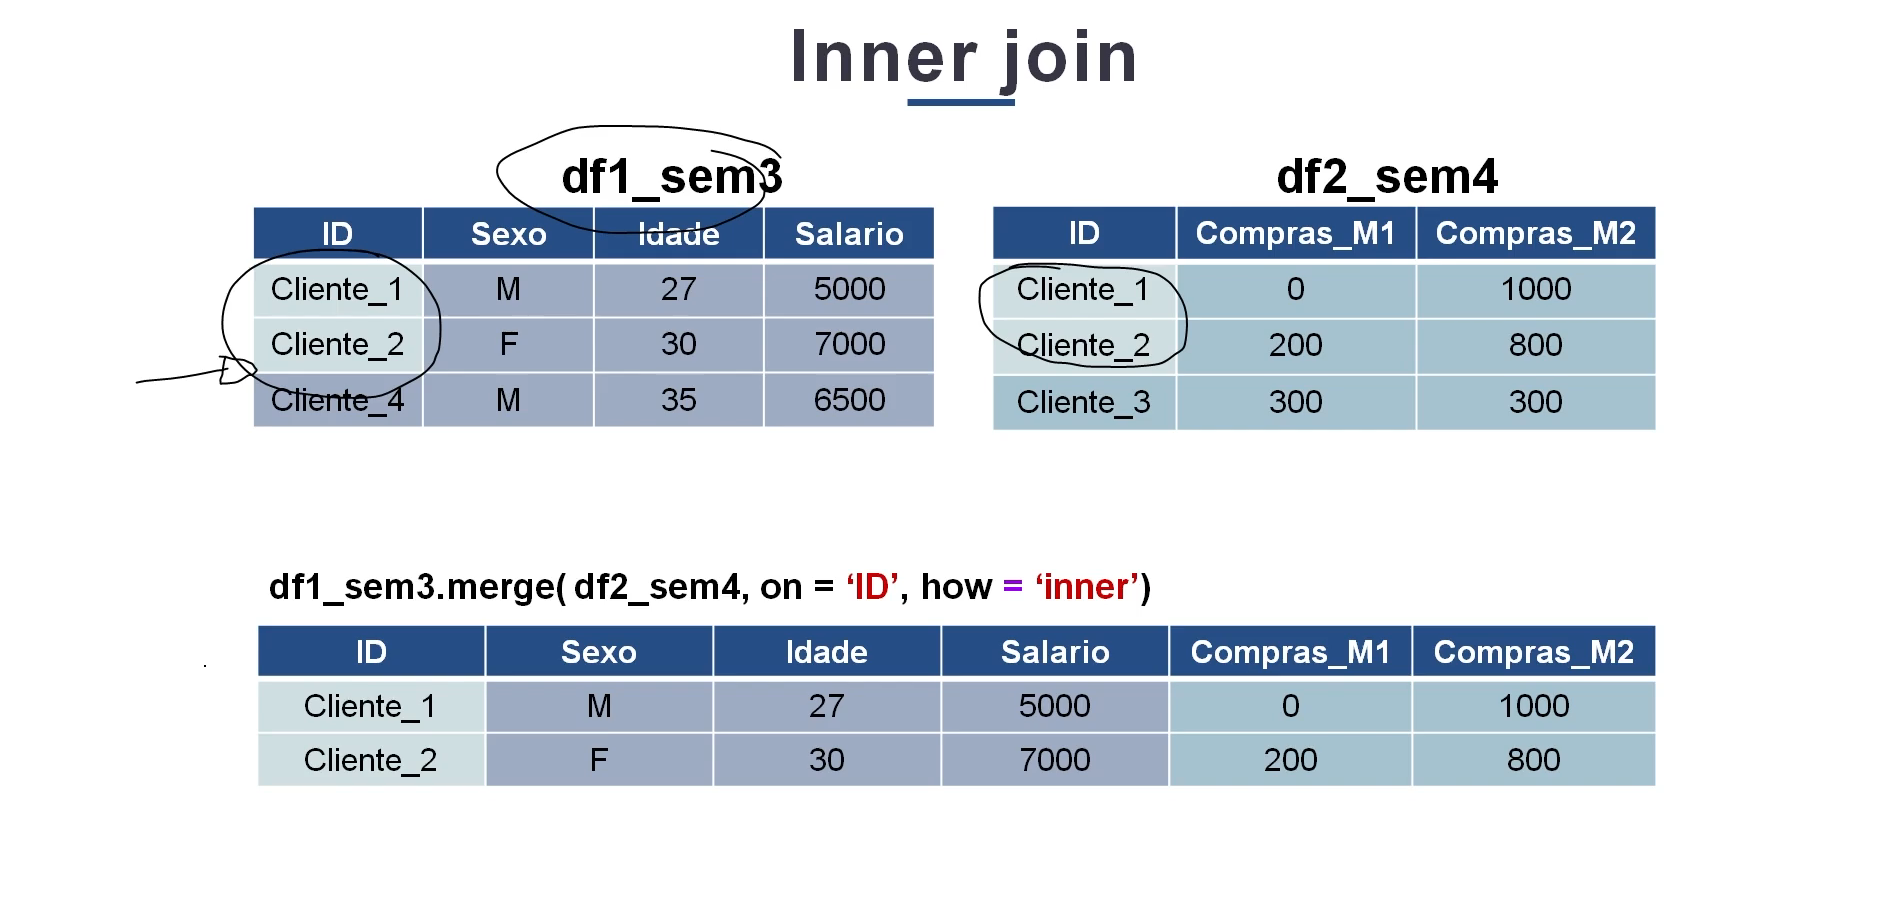 Inner join
df1_sem3
ID Sexo Idade Salario
Cliente_1 M 27 5000
Cliente_2 F 30 7000
Cliente_4 M 35 6500
df2_sem4
ID Compras_M1 Compras_M2
Cliente_1 0 1000
Cliente_2 200 800
Cliente_3 300 300
df1_sem3.merge( df2_sem4, on = ‘ID’, how = ‘inner’)
ID Sexo Idade Salario Compras_M1 Compras_M2
Cliente_1 M 27 5000 0 1000
Cliente_2 F 30 7000 200 800